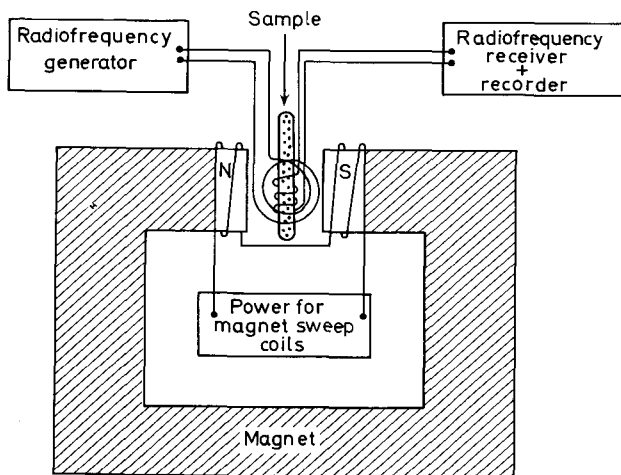 Sample
Radiofrequency
generator
Radiofrequency
receiver
+
recorder
N
S
Power for
magnet sweep
coils
Magnet